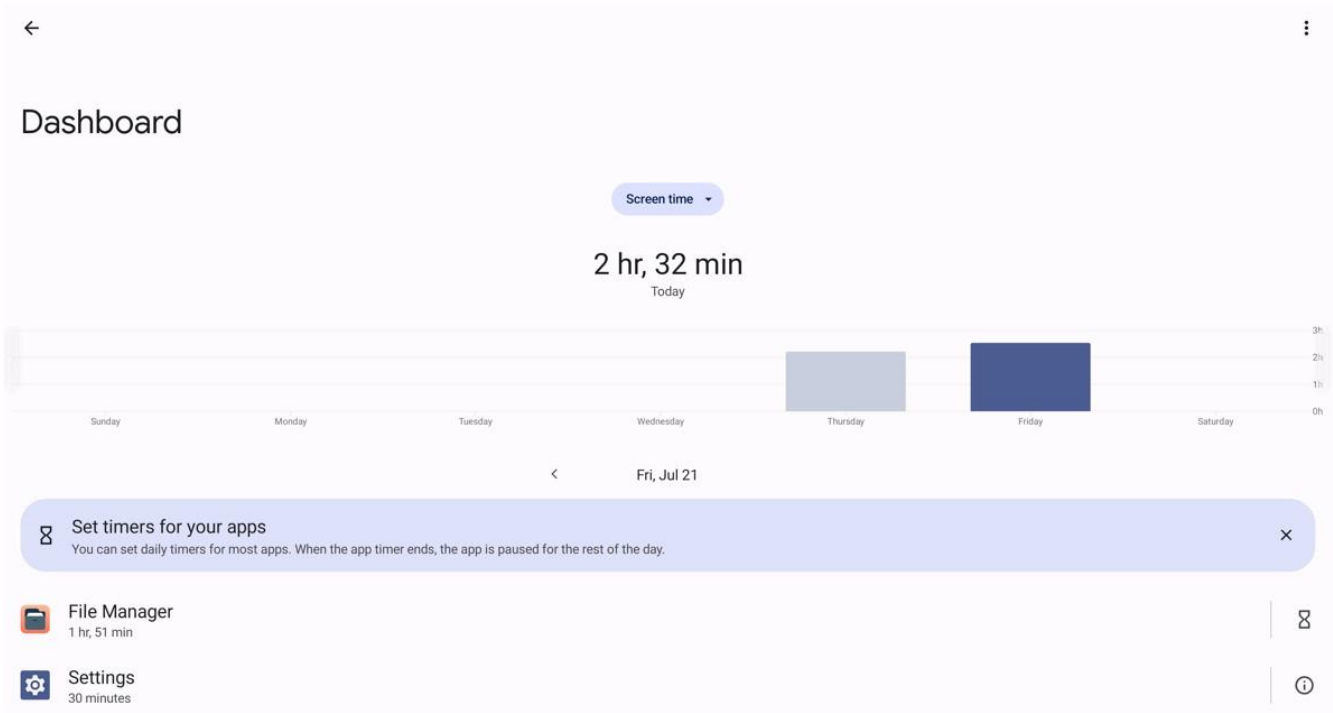 Dashboard
Screen time
2 hr, 32 min
Today
3h
2h
1h
0h
Sunday Monday Tuesday Wednesday Thursday Friday Saturday
Fri, Jul 21
Set timers for your apps
You can set daily timers for most apps. When the app timer ends, the app is paused for the rest of the day.
File Manager
1 hr, 51 min
Settings
30 minutes